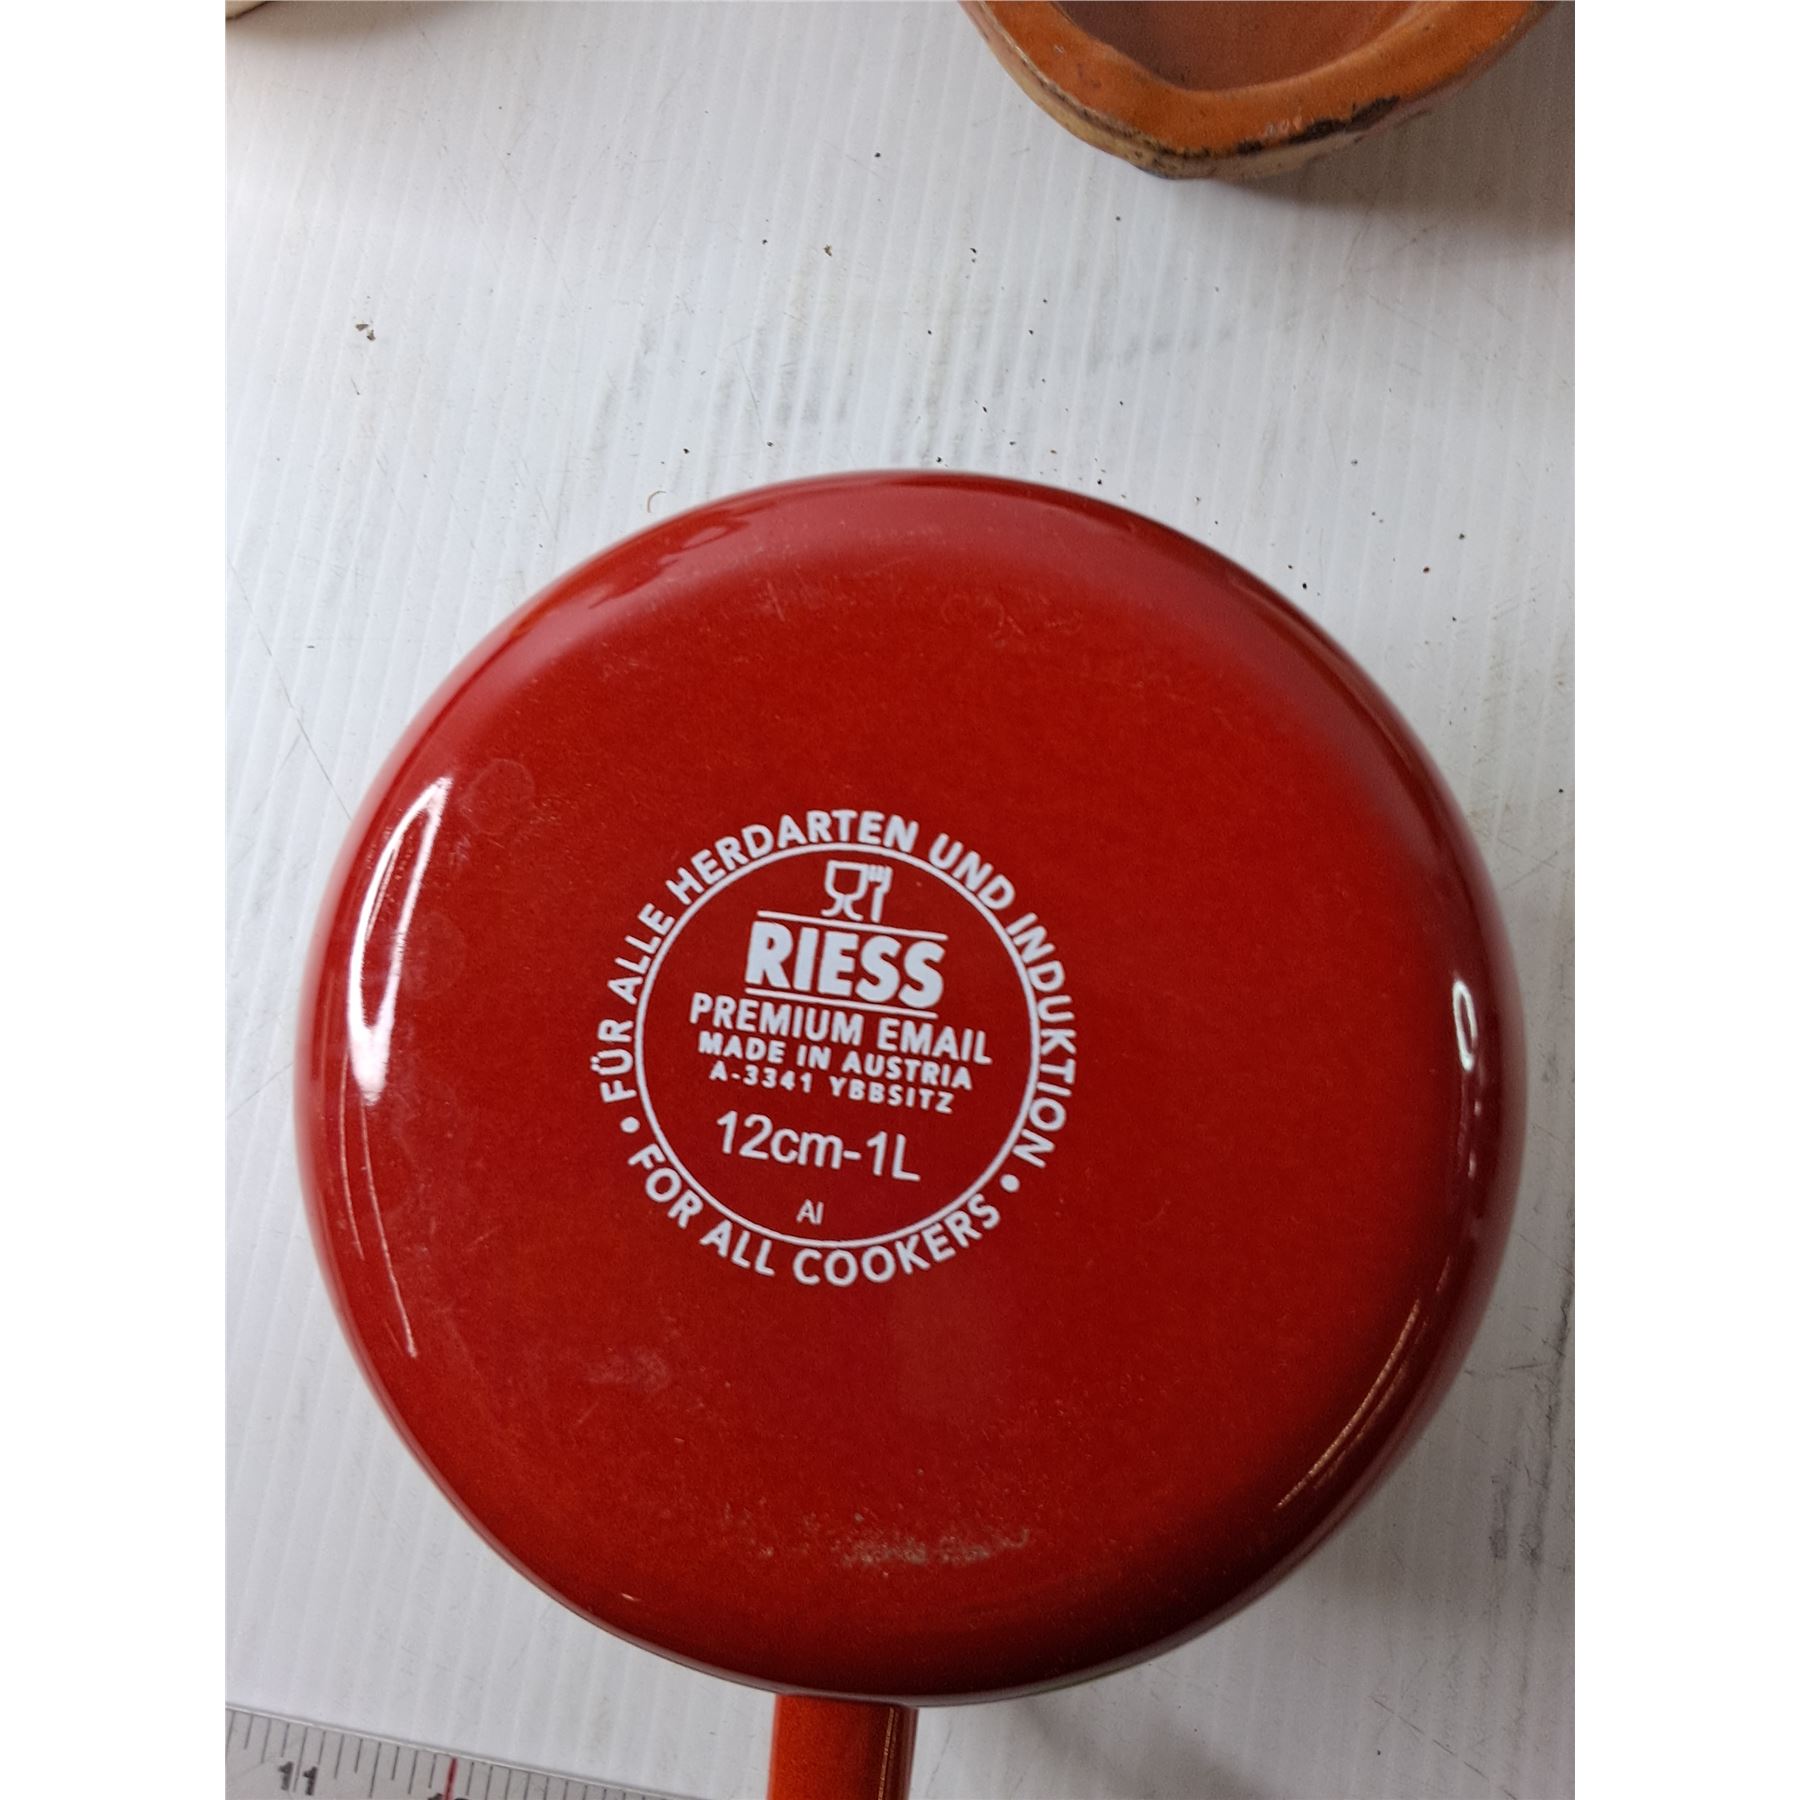 FÜR ALLE HERDARTEN UND INDUKTION •
RIESS
PREMIUM EMAIL
MADE IN AUSTRIA
A-3341 YBBSITZ
12cm-1L
AI
• FOR ALL COOKERS
11